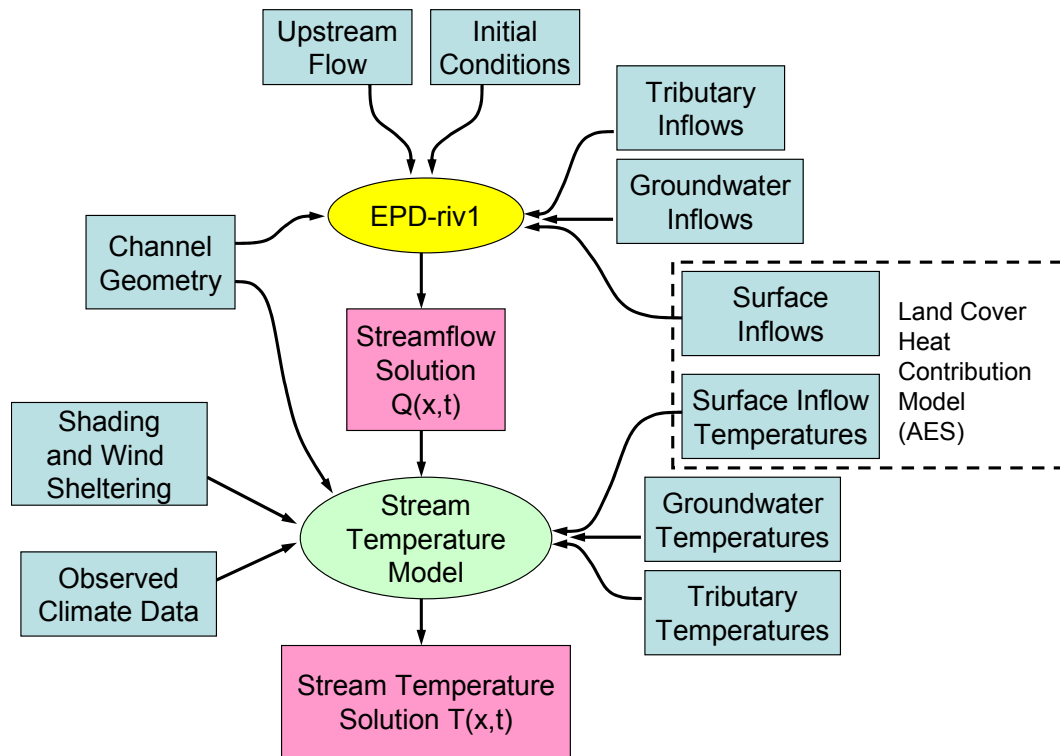 Upstream
Flow
Initial
Conditions
Tributary
Inflows
Groundwater
Inflows
EPD-riv1
Channel
Geometry
Surface
Inflows
Land Cover
Heat
Contribution
Model
(AES)
Streamflow
Solution
Q(x,t)
Surface Inflow
Temperatures
Shading
and Wind
Sheltering
Stream
Temperature
Model
Groundwater
Temperatures
Observed
Climate Data
Tributary
Temperatures
Stream Temperature
Solution T(x,t)